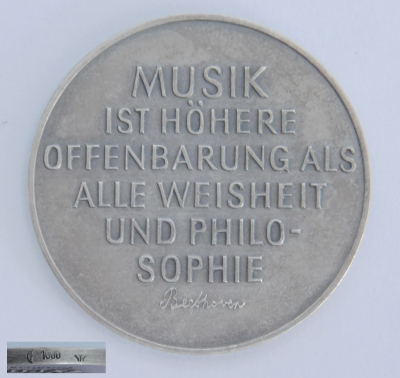 MUSIK
IST HÖHERE
OFFENBARUNG ALS
ALLE WEISHEIT
UND PHILO-
SOPHIE
Beethoven
1000